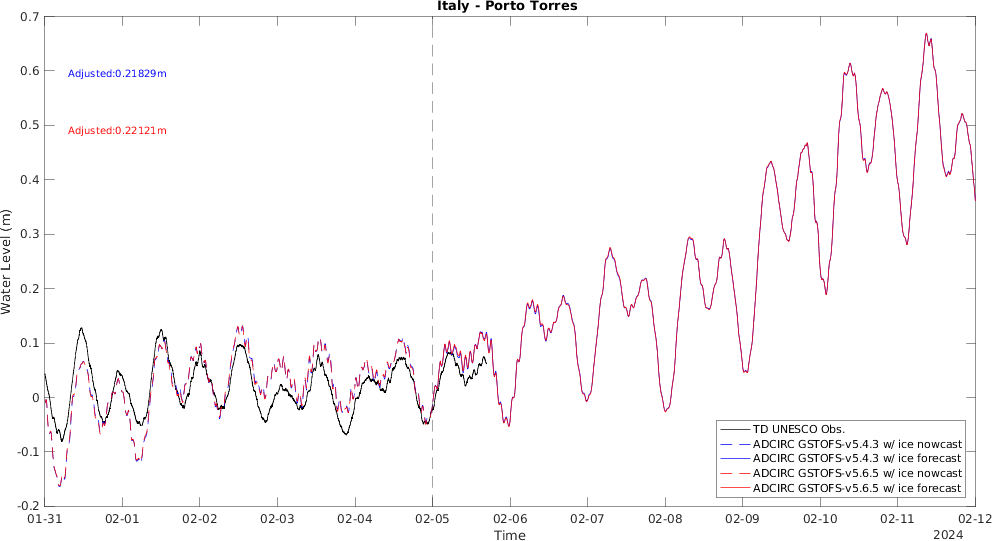 Italy - Porto Torres
0.7
0.6
0.5
0.4
0.3
0.2
0.1
0
-0.1
-0.2
Water Level (m)
Adjusted:0.21829m
Adjusted:0.22121m
TD UNESCO Obs.
ADCIRC GSTOFS-v5.4.3 w/ ice nowcast
ADCIRC GSTOFS-v5.4.3 w/ ice forecast
ADCIRC GSTOFS-v5.6.5 w/ ice nowcast
ADCIRC GSTOFS-v5.6.5 w/ ice forecast
01-31 02-01 02-02 02-03 02-04 02-05 02-06 02-07 02-08 02-09 02-10 02-11 02-12
Time
2024